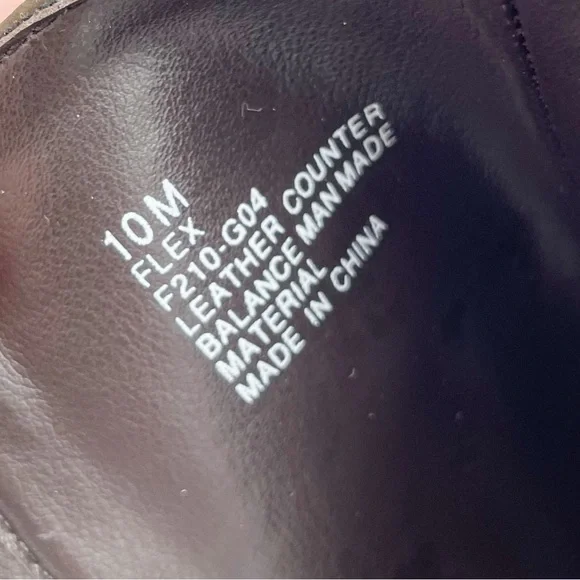 10M
FLEX
F210-G04
LEATHER COUNTER
BALANCE MAN MADE
MATERIAL
MADE IN CHINA